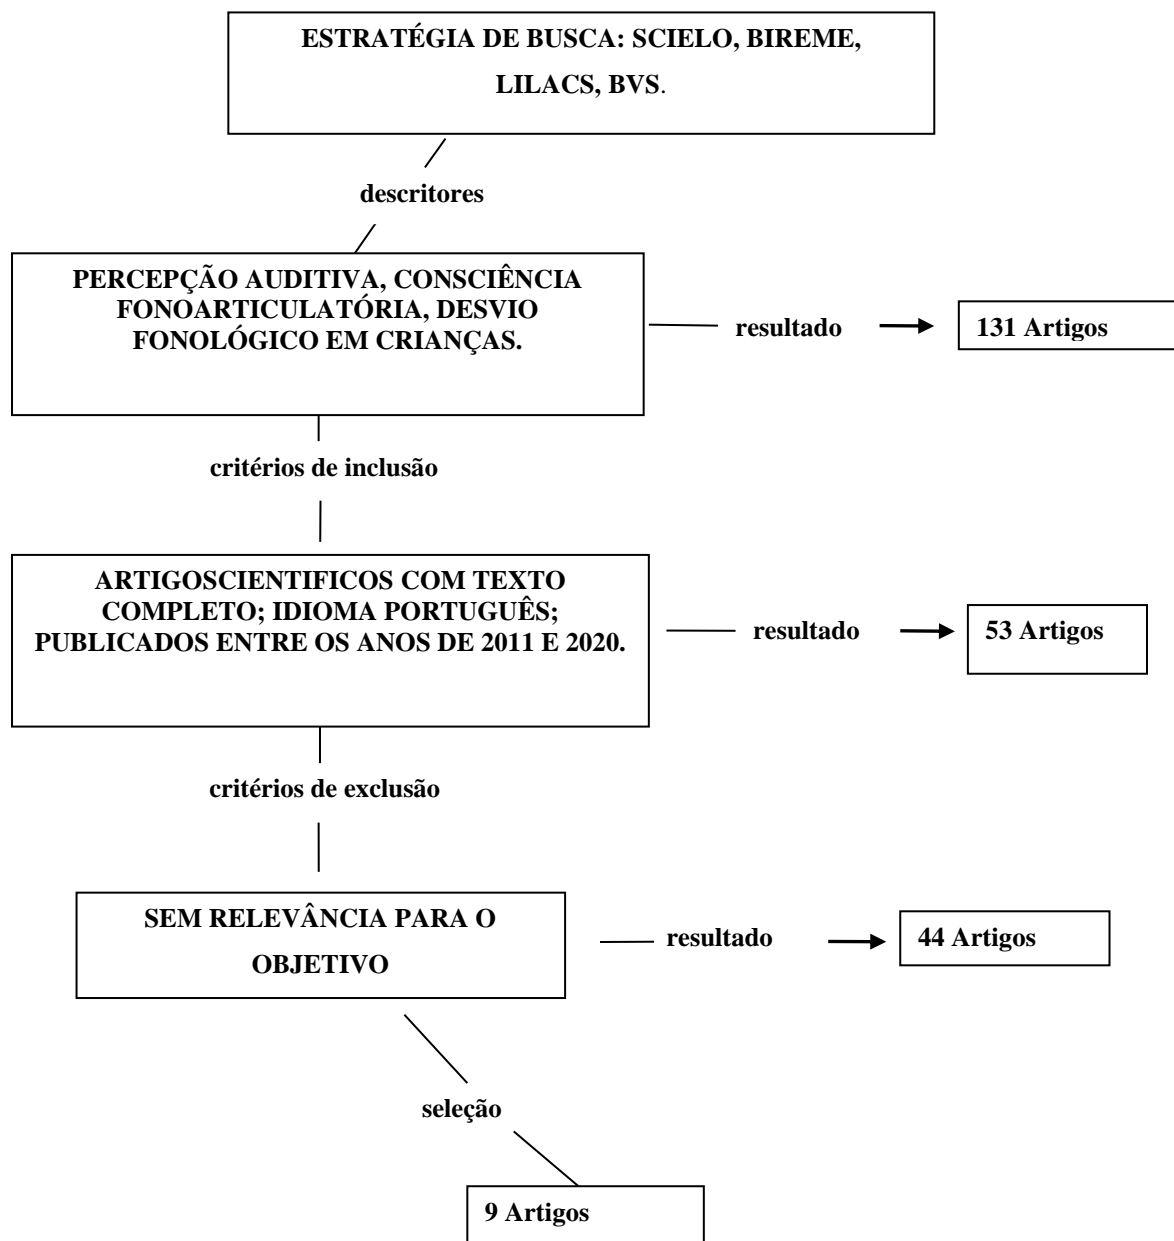 ESTRATÉGIA DE BUSCA: SCIELO, BIREME,
LILACS, BVS.
descritores
PERCEPÇÃO AUDITIVA, CONSCIÊNCIA
FONOARTICULATÓRIA, DESVIO
FONOLÓGICO EM CRIANÇAS.
resultado
131 Artigos
critérios de inclusão
ARTIGOSCIENTIFICOS COM TEXTO
COMPLETO; IDIOMA PORTUGUÊS;
PUBLICADOS ENTRE OS ANOS DE 2011 E 2020.
resultado
53 Artigos
critérios de exclusão
SEM RELEVÂNCIA PARA O
OBJETIVO
resultado
44 Artigos
seleção
9 Artigos